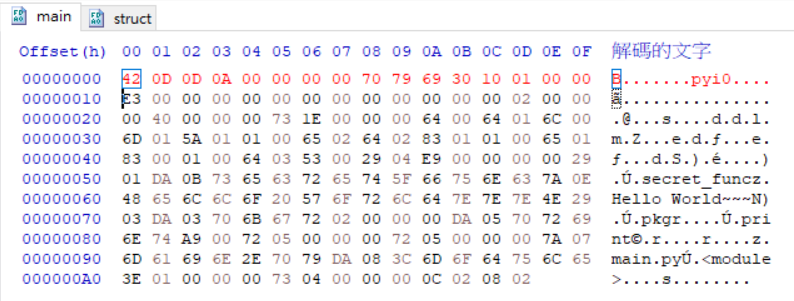 main struct
Offset(h) 00 01 02 03 04 05 06 07 08 09 0A 0B 0C 0D 0E 0F 解碼的文字
00000000 42 0D 0D 0A 00 00 00 00 70 79 69 30 10 01 00 00 B.......pyi0....
00000010 E3 00 00 00 00 00 00 00 00 00 00 00 00 02 00 00 ã...............
00000020 00 40 00 00 00 73 1E 00 00 00 64 00 64 01 6C 00 .@...s....d.d.l.
00000030 6D 01 5A 01 01 00 65 02 64 02 83 01 01 00 65 01 m.Z...e.d.ƒ...e.
00000040 83 00 01 00 64 03 53 00 29 04 E9 00 00 00 00 29 ƒ...d.S.).é....)
00000050 01 DA 0B 73 65 63 72 65 74 5F 66 75 6E 63 7A 0E .Ú.secret_funcz.
00000060 48 65 6C 6C 6F 20 57 6F 72 6C 64 7E 7E 7E 4E 29 Hello World~~~N)
00000070 03 DA 03 70 6B 67 72 02 00 00 00 DA 05 70 72 69 .Ú.pkgr....Ú.pri
00000080 6E 74 A9 00 72 05 00 00 00 72 05 00 00 00 7A 07 nt©.r....r....z.
00000090 6D 61 69 6E 2E 70 79 DA 08 3C 6D 6F 64 75 6C 65 main.pyÚ.<module
000000A0 3E 01 00 00 00 73 04 00 00 00 0C 02 08 02 >....s........